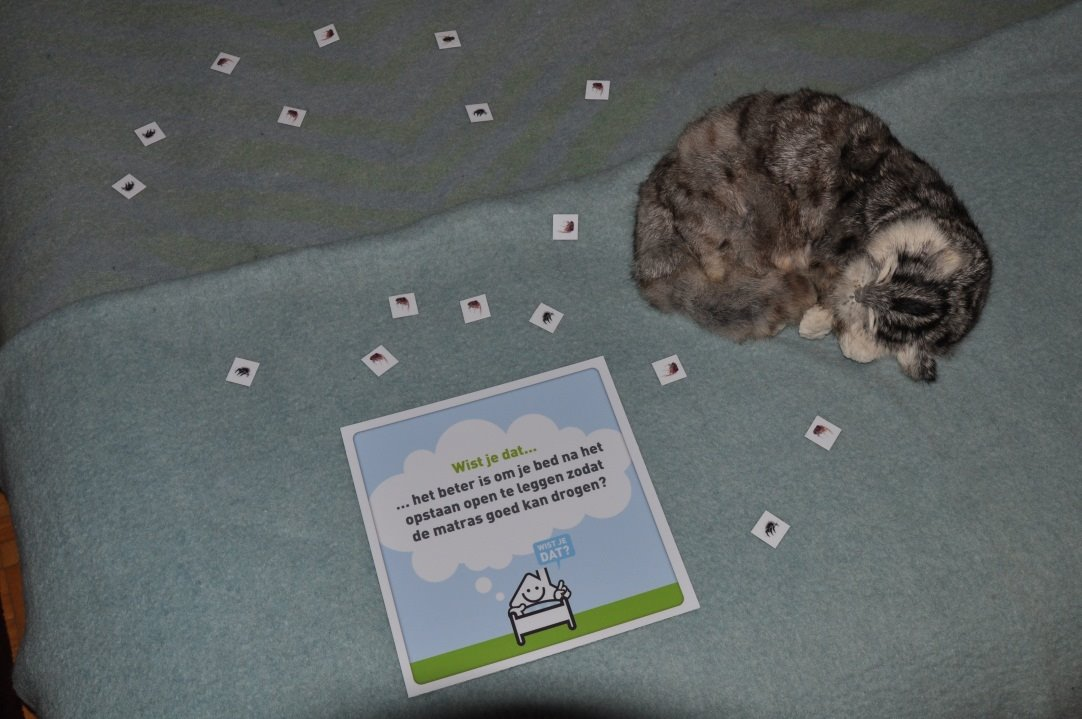 Wist je dat...
... het beter is om je bed na het
opstaan open te leggen zodat
de matras goed kan drogen?
WIST JE
DAT?